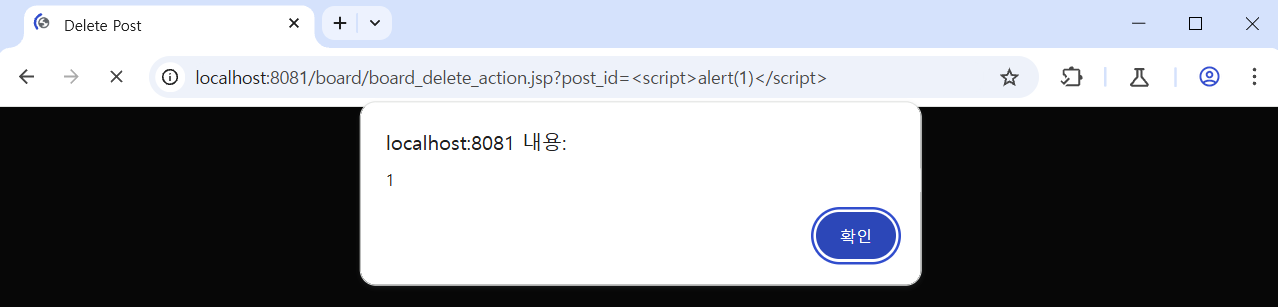 Delete Post
localhost:8081/board/board_delete_action.jsp?post_id=<script>alert(1)</script>
localhost:8081 내용:
1
확인